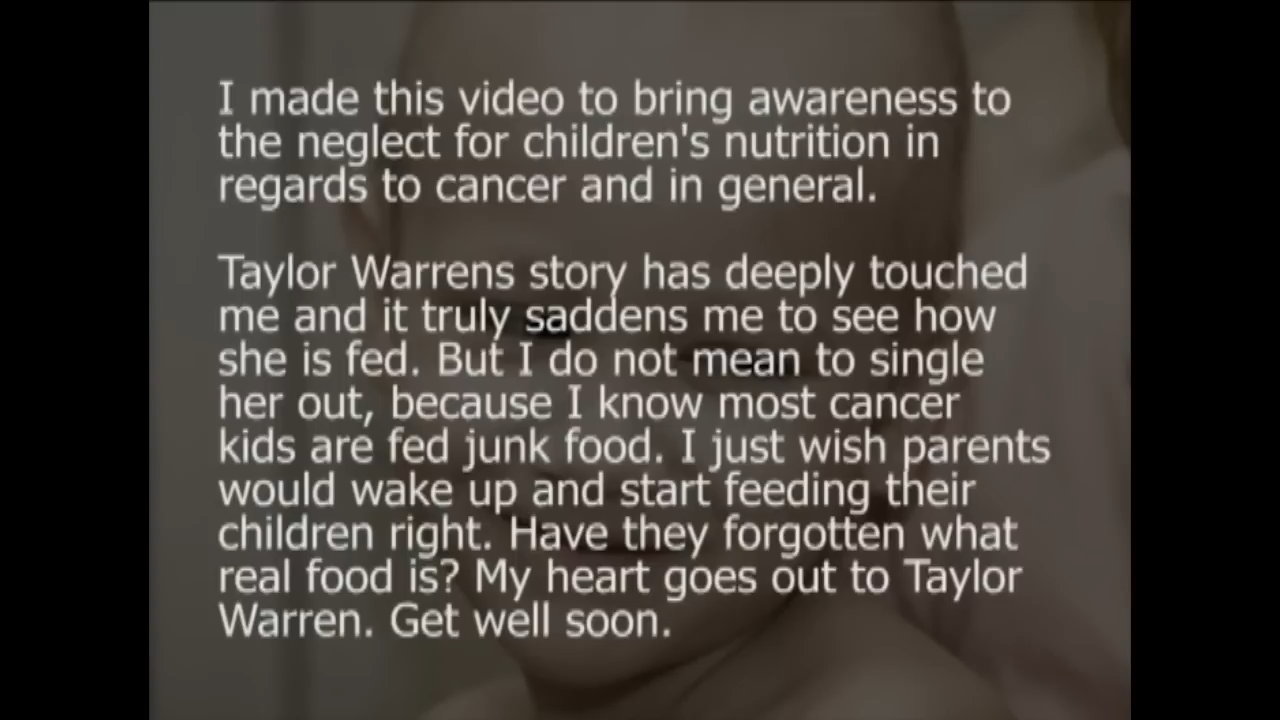 I made this video to bring awareness to
the neglect for children's nutrition in
regards to cancer and in general.
Taylor Warrens story has deeply touched
me and it truly saddens me to see how
she is fed. But I do not mean to single
her out, because I know most cancer
kids are fed junk food. I just wish parents
would wake up and start feeding their
children right. Have they forgotten what
real food is? My heart goes out to Taylor
Warren. Get well soon.